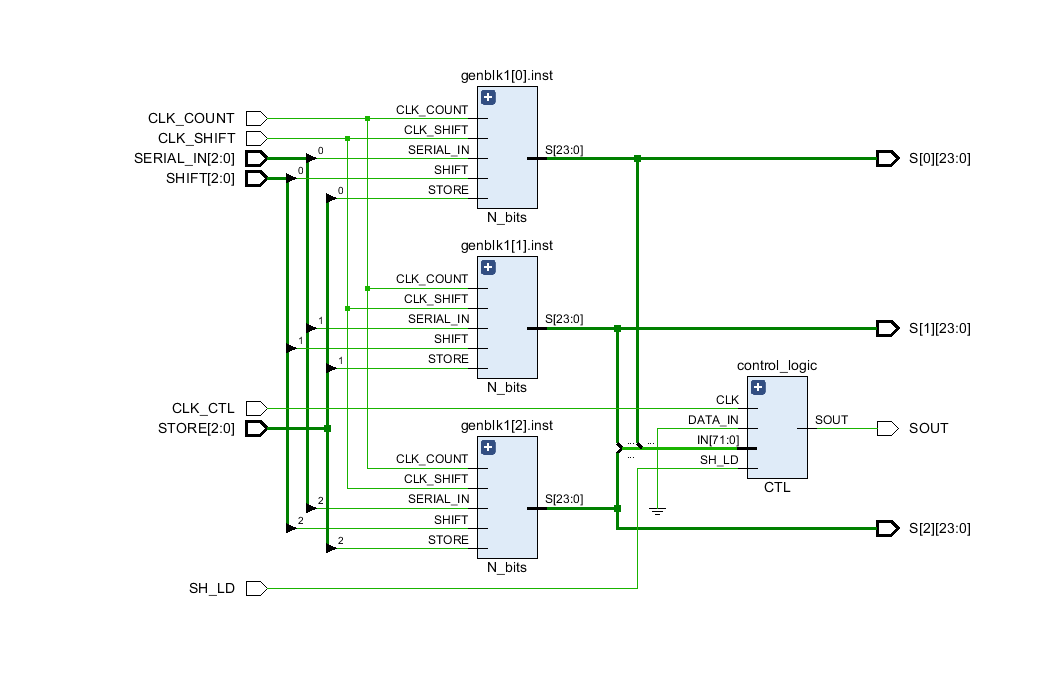 genblk1[0].inst
CLK_COUNT
CLK_COUNT
CLK_SHIFT
CLK_SHIFT
SERIAL_IN[2:0]
0
SERIAL_IN
S[23:0]
S[0][23:0]
SHIFT[2:0]
0
SHIFT
0
STORE
N_bits
genblk1[1].inst
CLK_COUNT
CLK_SHIFT
1
SERIAL_IN
S[23:0]
S[1][23:0]
1
SHIFT
1
STORE
N_bits
control_logic
CLK_CTL
CLK
STORE[2:0]
DATA_IN
SOUT
SOUT
genblk1[2].inst
...
...
IN[71:0]
...
CLK_COUNT
SH_LD
CLK_SHIFT
CTL
2
SERIAL_IN
S[23:0]
2
SHIFT
S[2][23:0]
2
STORE
N_bits
SH_LD